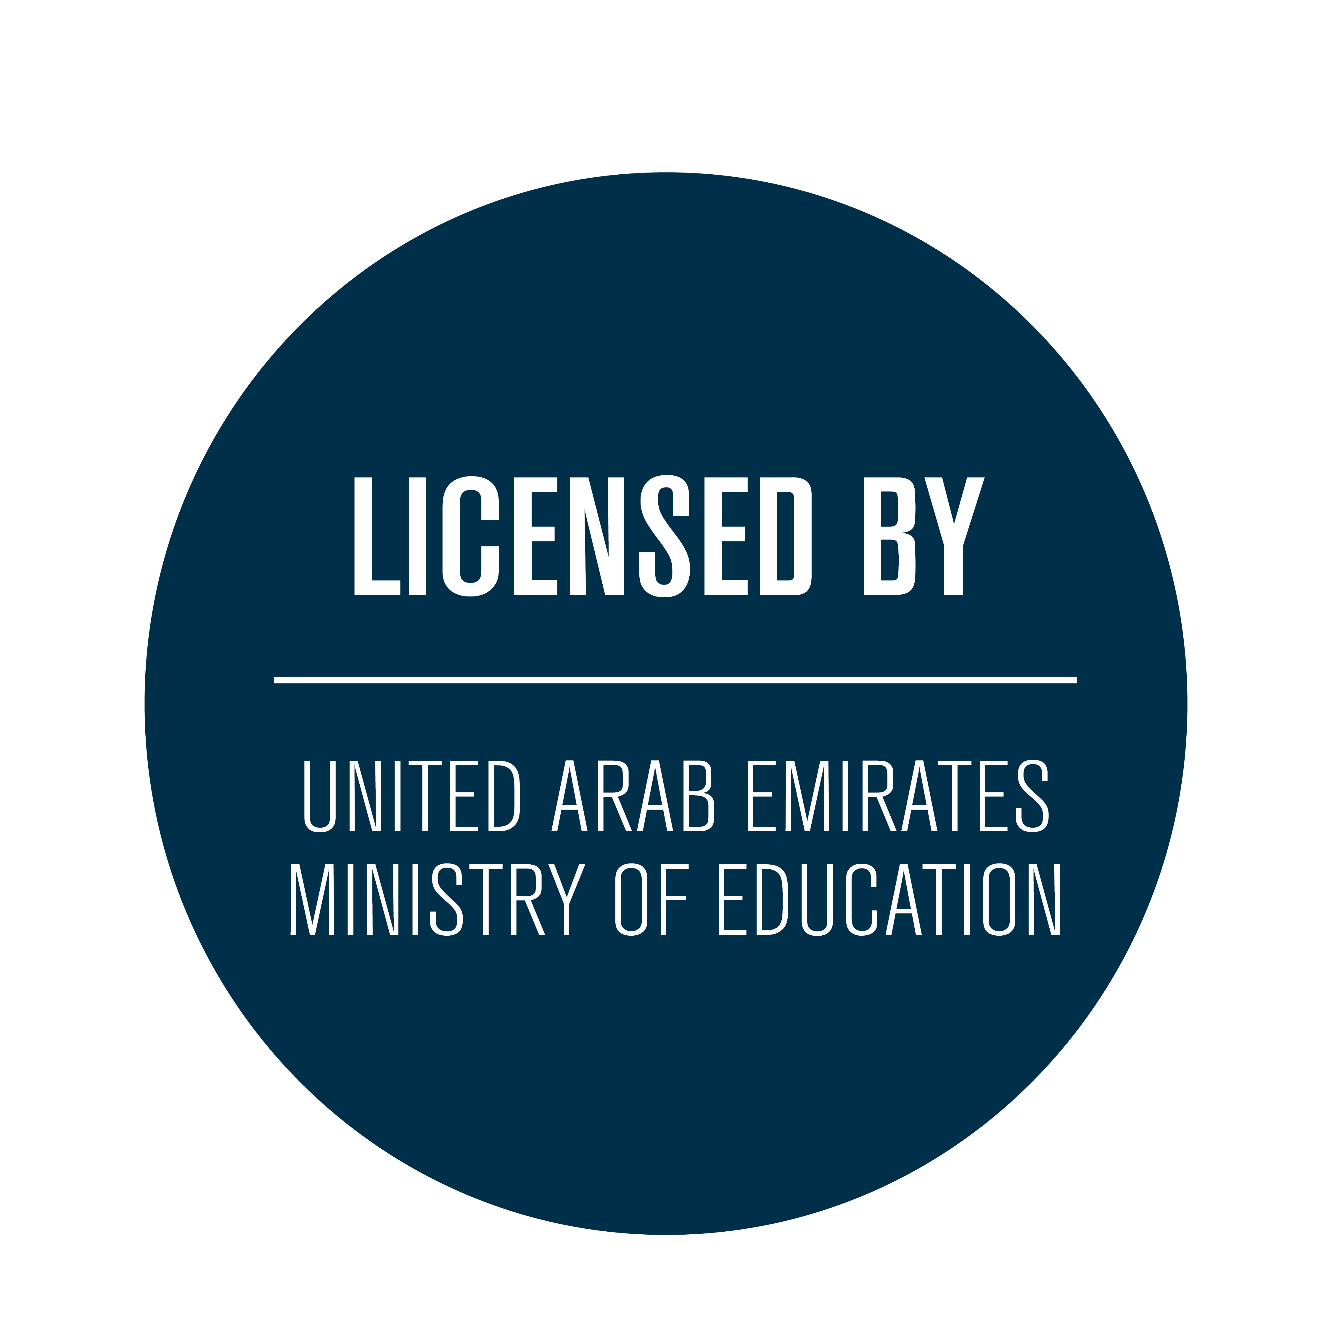 LICENSED BY
UNITED ARAB EMIRATES
MINISTRY OF EDUCATION